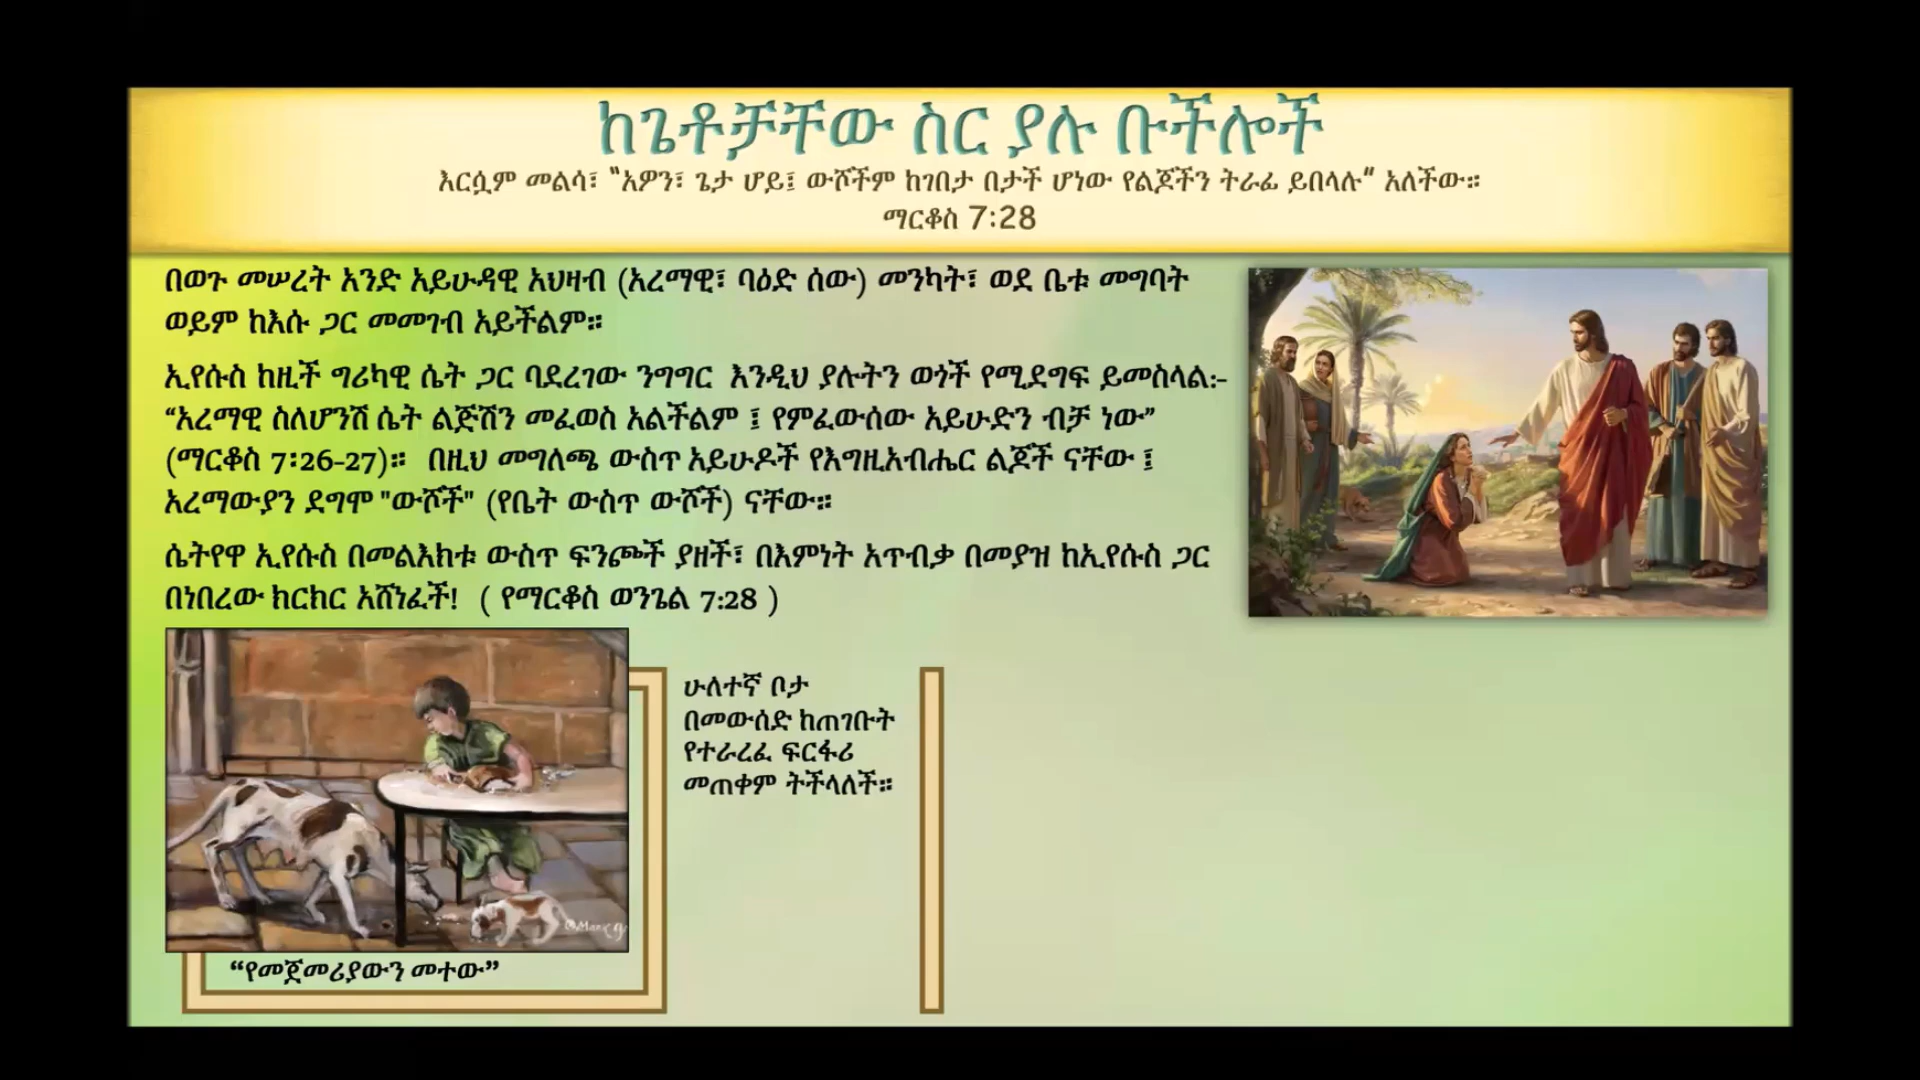 ከጌቶቻቸው ስር ያሉ ቡችሎች
እርሷም መልሳ፣ "አዎን፣ ጌታ ሆይ፤ ውሾችም ከገበታ በታች ሆነው የልጆችን ትራፊ ይበላሉ" አለችው።
ማርቆስ 7:28
በወጉ መሠረት አንድ አይሁዳዊ አህዛብ (አረማዊ፣ ባዕድ ሰው) መንካት፣ ወደ ቤቱ መግባት
ወይም ከእሱ ጋር መመገብ አይችልም።
ኢየሱስ ከዚች ግሪካዊ ሴት ጋር ባደረገው ንግግር እንዲህ ያሉትን ወጎች የሚደግፍ ይመስላል:-
“አረማዊ ስለሆንሽ ሴት ልጅሽን መፈወስ አልችልም ፤ የምፈውሰው አይሁድን ብቻ ነው”
(ማርቆስ 7፡26-27)። በዚህ መግለጫ ውስጥ አይሁዶች የእግዚአብሔር ልጆች ናቸው ፤
አረማውያን ደግሞ "ውሾች" (የቤት ውስጥ ውሾች) ናቸው።
ሴትየዋ ኢየሱስ በመልእክቱ ውስጥ ፍንጮች ያዘች፣ በእምነት አጥብቃ በመያዝ ከኢየሱስ ጋር
በነበረው ክርክር አሸነፈች! ( የማርቆስ ወንጌል 7:28 )
ሁለተኛ ቦታ
በመውሰድ ከጠገቡት
የተራረፈ ፍርፋሪ
መጠቀም ትችላለች።
“የመጀመሪያውን መተው”